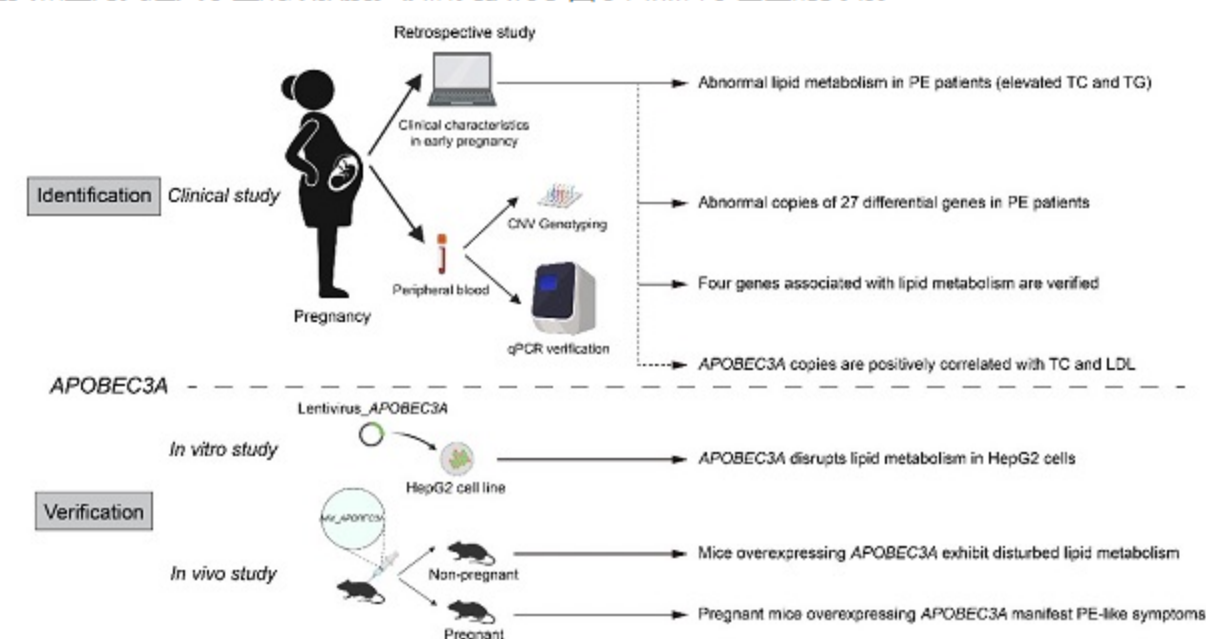 Retrospective study
Clinical characteristics
in early pregnancy
Abnormal lipid metabolism in PE patients (elevated TC and TG)
Identification
Clinical study
Pregnancy
Peripheral blood
CNV Genotyping
qPCR verification
Abnormal copies of 27 differential genes in PE patients
Four genes associated with lipid metabolism are verified
APOBEC3A copies are positively correlated with TC and LDL
APOBEC3A
Lentivirus_APOBEC3A
In vitro study
HepG2 cell line
APOBEC3A disrupts lipid metabolism in HepG2 cells
Verification
In vivo study
Non-pregnant
Mice overexpressing APOBEC3A exhibit disturbed lipid metabolism
Pregnant
Pregnant mice overexpressing APOBEC3A manifest PE-like symptoms